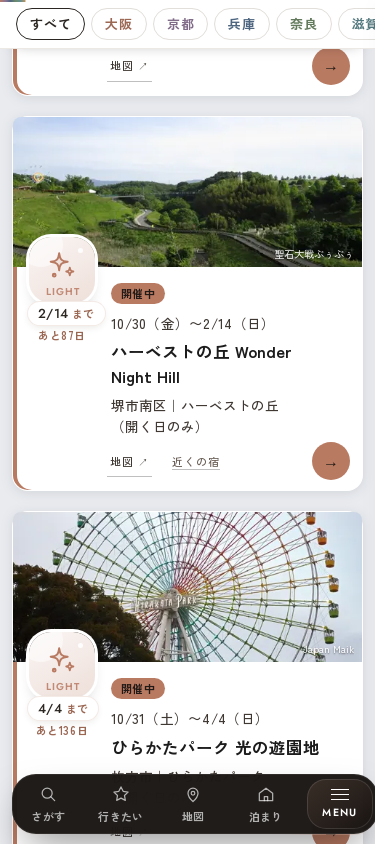 すべて
大阪
京都
兵庫
奈良
滋賀
地図 ↗
→
聖石大戦ぶぅぶぅ
LIGHT
2/14 まで
あと87日
開催中
10/30（金）〜2/14（日）
ハーベストの丘 Wonder
Night Hill
堺市南区｜ハーベストの丘
（開く日のみ）
地図 ↗
近くの宿
→
HIRAKATA PARK
Japan Maik
LIGHT
4/4 まで
あと136日
開催中
10/31（土）〜4/4（日）
ひらかたパーク 光の遊園地
さがす
行きたい
地図
泊まり
MENU